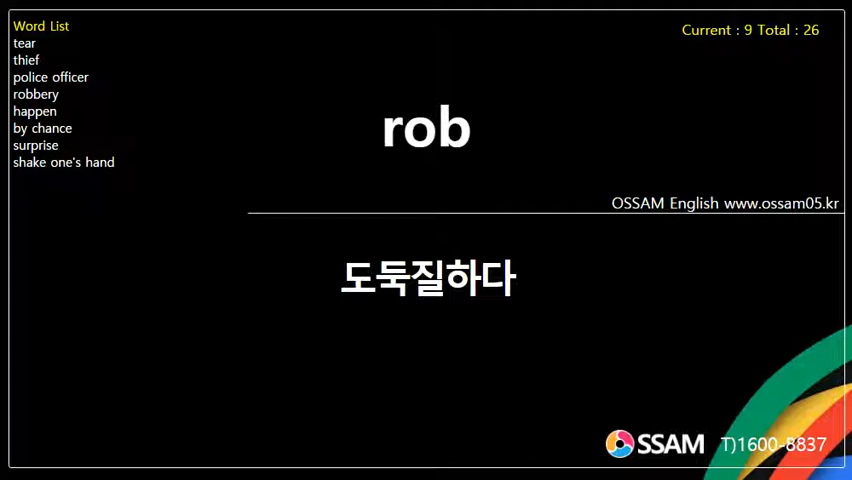 Word List
tear
thief
police officer
robbery
happen
by chance
surprise
shake one's hand
Current : 9 Total : 26
rob
OSSAM English www.ossam05.kr
도둑질하다
OSSAM T)1600-8837